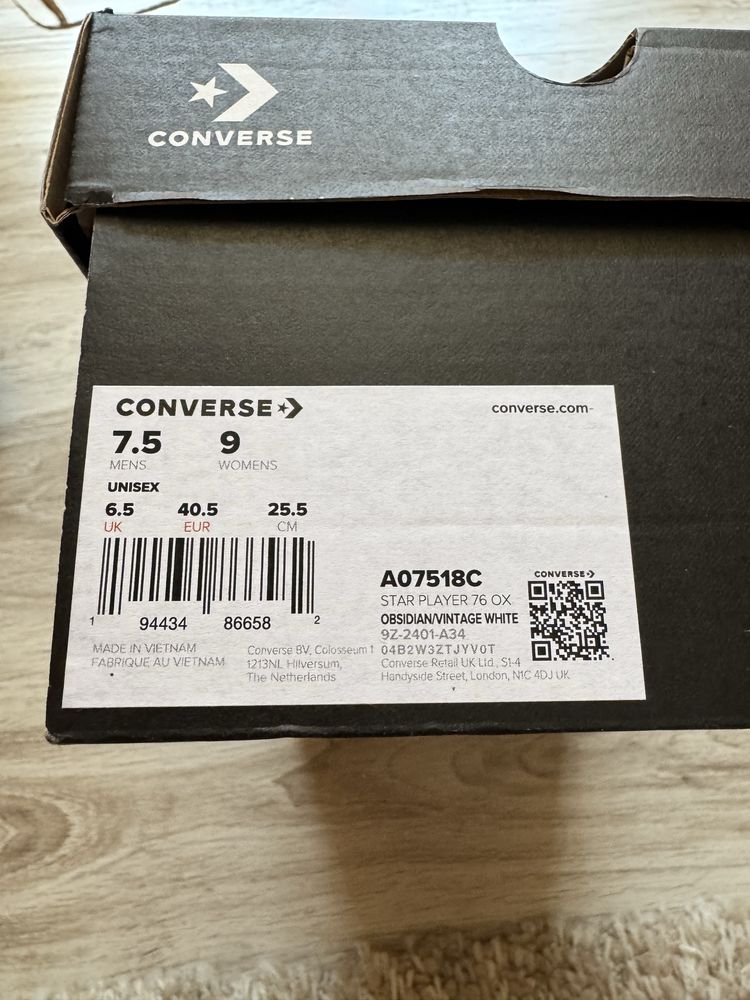 CONVERSE
CONVERSE
converse.com
7.5 9
MENS WOMENS
UNISEX
6.5 40.5 25.5
UK EUR CM
1 94434 86658 2
MADE IN VIETNAM
FABRIQUE AU VIETNAM
Converse BV, Colosseum 1
1213NL Hilversum,
The Netherlands
A07518C
STAR PLAYER 76 OX
OBSIDIAN/VINTAGE WHITE
9Z-2401-A34
04B2W3ZTJYV0T
Converse Retail UK Ltd., S1-4
Handyside Street, London, N1C 4DJ UK
CONVERSE